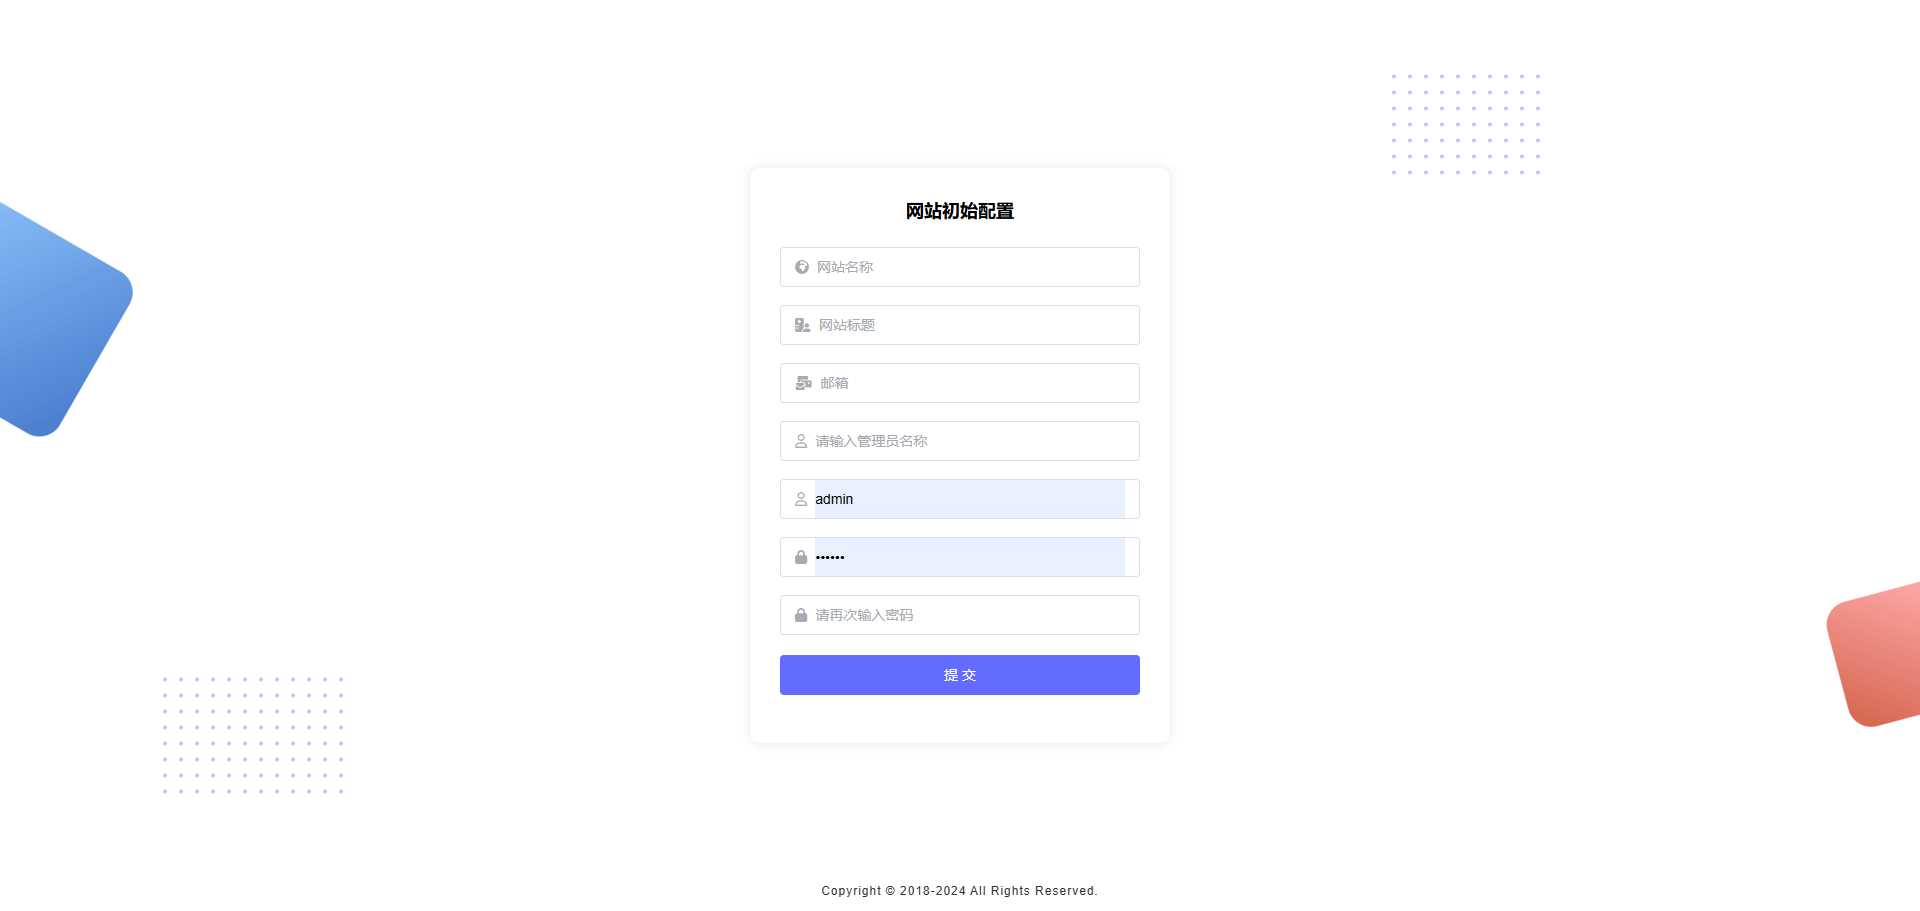 网站初始配置
网站名称
网站标题
邮箱
请输入管理员名称
admin
••••••
请再次输入密码
提 交
Copyright © 2018-2024 All Rights Reserved.